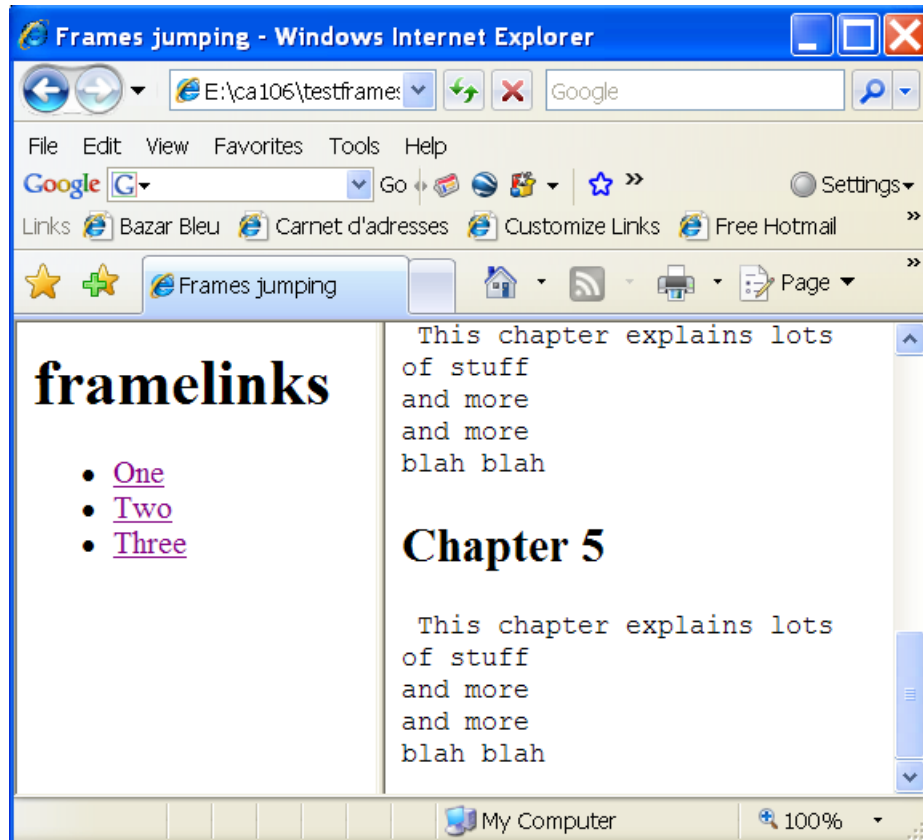 Frames jumping - Windows Internet Explorer
E:\ca106\testframes Google
File Edit View Favorites Tools Help
Google G Go » Settings
Links Bazar Bleu Carnet d'adresses Customize Links Free Hotmail »
Frames jumping Page »
framelinks
One
Two
Three
This chapter explains lots
of stuff
and more
and more
blah blah
Chapter 5
This chapter explains lots
of stuff
and more
and more
blah blah
My Computer 100%